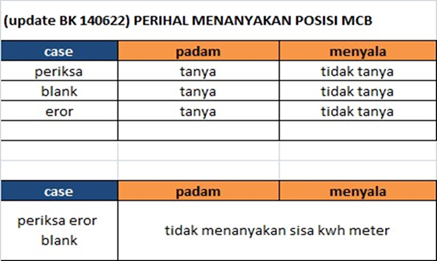 (update BK 140622) PERIHAL MENANYAKAN POSISI MCB
case padam menyala
periksa tanya tidak tanya
blank tanya tidak tanya
eror tanya tidak tanya
case padam menyala
periksa eror
blank
tidak menanyakan sisa kwh meter